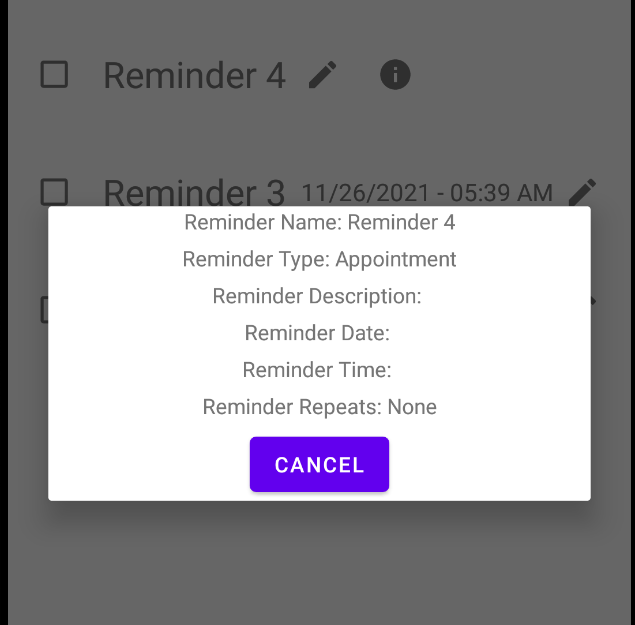 Reminder 4
Reminder 3 11/26/2021 - 05:39 AM
Reminder Name: Reminder 4
Reminder Type: Appointment
Reminder Description:
Reminder Date:
Reminder Time:
Reminder Repeats: None
CANCEL